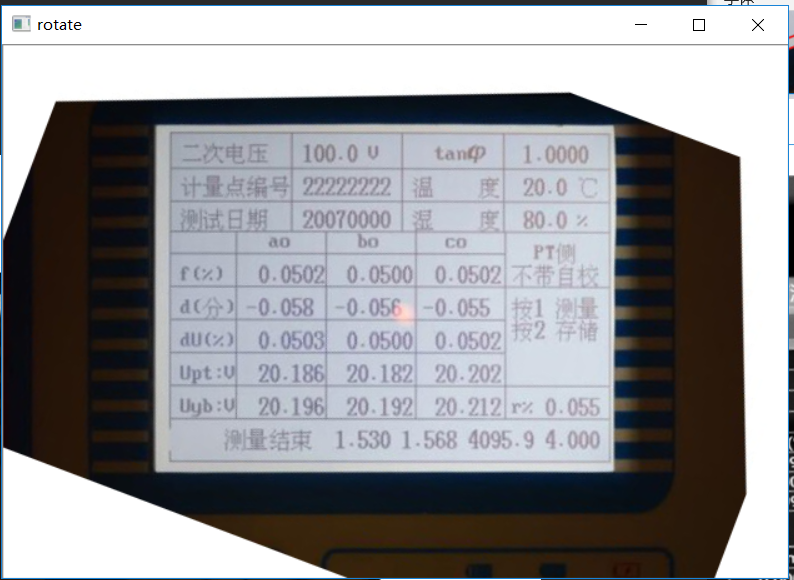 rotate
二次电压 100.0 V tanφ 1.0000
计量点编号 22222222 温 度 20.0 ℃
测试日期 20070000 湿 度 80.0 %
ao bo co PT侧
f(%) 0.0502 0.0500 0.0502 不带自校
d(分) -0.058 -0.056 -0.055 按1 测量
按2 存储
dU(%) 0.0503 0.0500 0.0502
Upt:V 20.186 20.182 20.202
Uyb:V 20.196 20.192 20.212 r% 0.055
测量结束 1.530 1.568 4095.9 4.000